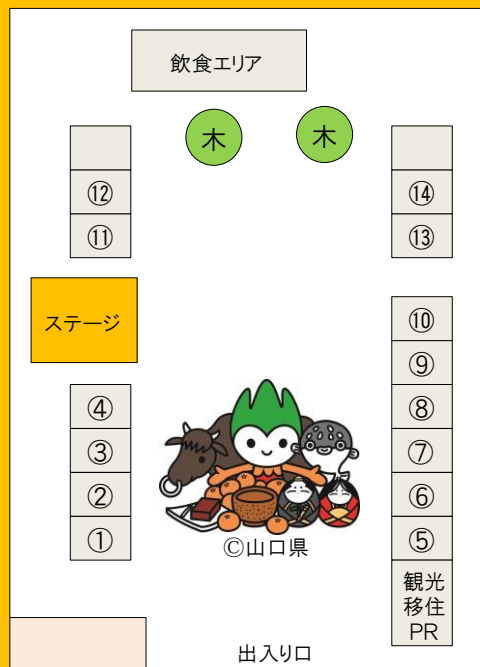 飲食エリア
木
木
⑫
⑭
⑪
⑬
ステージ
⑩
⑨
④
⑧
③
⑦
②
⑥
①
⑤
©山口県
観光
移住
PR
出入り口